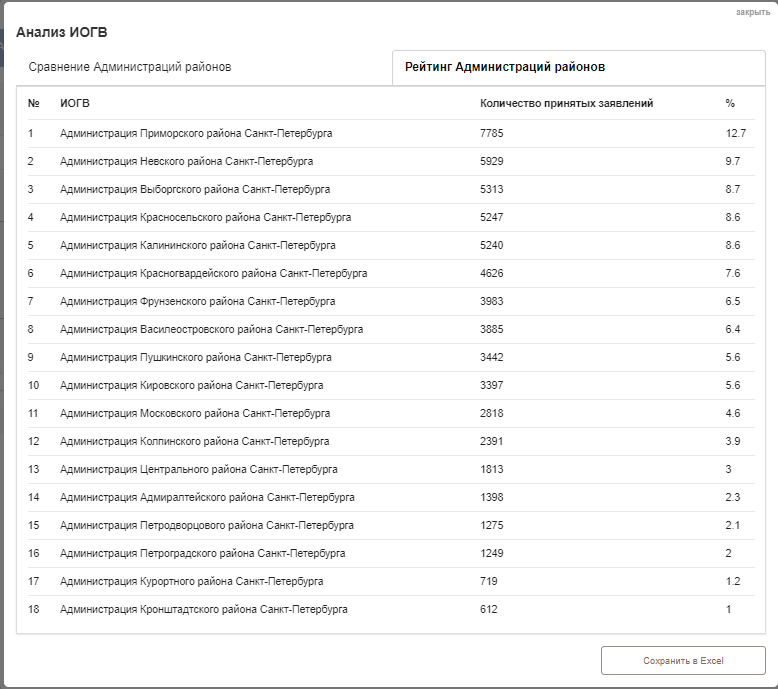 закрыть
Анализ ИОГВ
Сравнение Администраций районов Рейтинг Администраций районов
№ ИОГВ Количество принятых заявлений %
1 Администрация Приморского района Санкт-Петербурга 7785 12.7
2 Администрация Невского района Санкт-Петербурга 5929 9.7
3 Администрация Выборгского района Санкт-Петербурга 5313 8.7
4 Администрация Красносельского района Санкт-Петербурга 5247 8.6
5 Администрация Калининского района Санкт-Петербурга 5240 8.6
6 Администрация Красногвардейского района Санкт-Петербурга 4626 7.6
7 Администрация Фрунзенского района Санкт-Петербурга 3983 6.5
8 Администрация Василеостровского района Санкт-Петербурга 3885 6.4
9 Администрация Пушкинского района Санкт-Петербурга 3442 5.6
10 Администрация Кировского района Санкт-Петербурга 3397 5.6
11 Администрация Московского района Санкт-Петербурга 2818 4.6
12 Администрация Колпинского района Санкт-Петербурга 2391 3.9
13 Администрация Центрального района Санкт-Петербурга 1813 3
14 Администрация Адмиралтейского района Санкт-Петербурга 1398 2.3
15 Администрация Петродворцового района Санкт-Петербурга 1275 2.1
16 Администрация Петроградского района Санкт-Петербурга 1249 2
17 Администрация Курортного района Санкт-Петербурга 719 1.2
18 Администрация Кронштадтского района Санкт-Петербурга 612 1
Сохранить в Excel